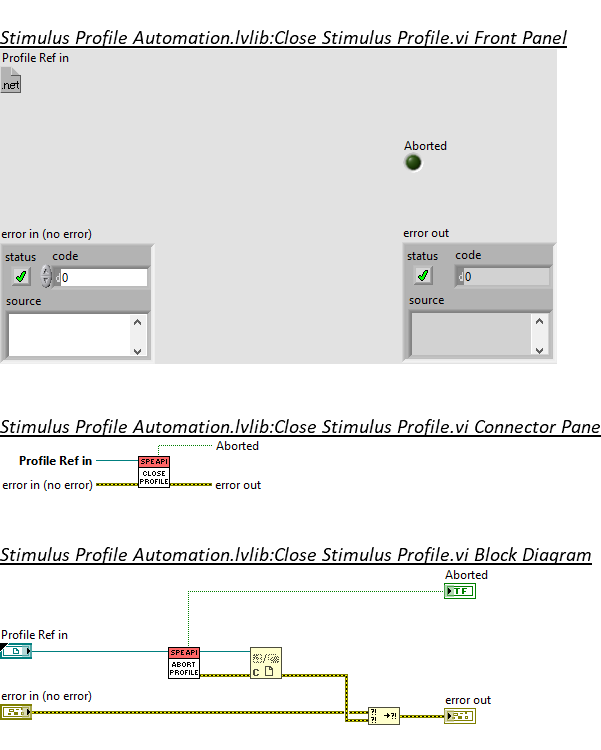 Stimulus Profile Automation.lvlib:Close Stimulus Profile.vi Front Panel
Profile Ref in
.net
Aborted
error in (no error)
error out
status code
status code
0
0
source
source
Stimulus Profile Automation.lvlib:Close Stimulus Profile.vi Connector Pane
Aborted
Profile Ref in
SPEAPI
CLOSE
PROFILE
error in (no error)
error out
Stimulus Profile Automation.lvlib:Close Stimulus Profile.vi Block Diagram
Aborted
TF
Profile Ref in
SPEAPI
ABORT
PROFILE
C
error in (no error)
error out
?!
?!
?!